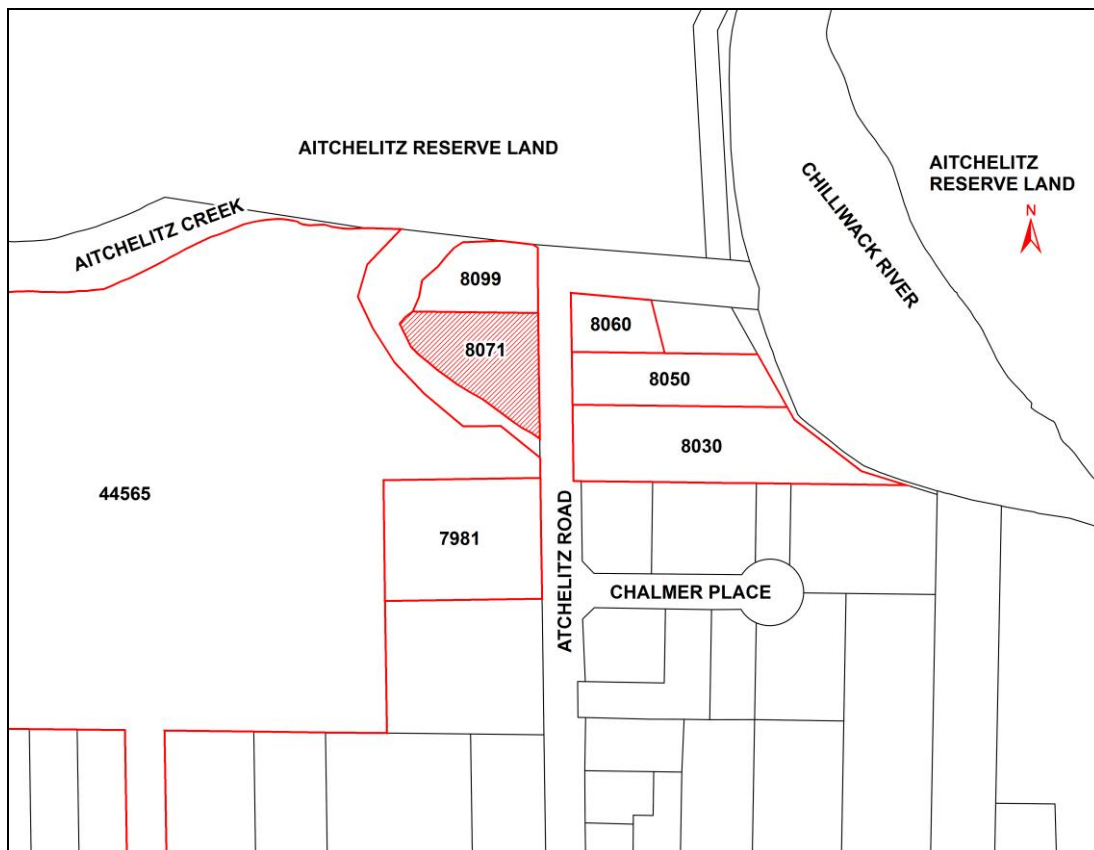 AITCHELITZ RESERVE LAND
AITCHELITZ
RESERVE LAND
N
CHILLIWACK RIVER
AITCHELITZ CREEK
8099
8071
8060
8050
8030
44565
7981
ATCHELITZ ROAD
CHALMER PLACE